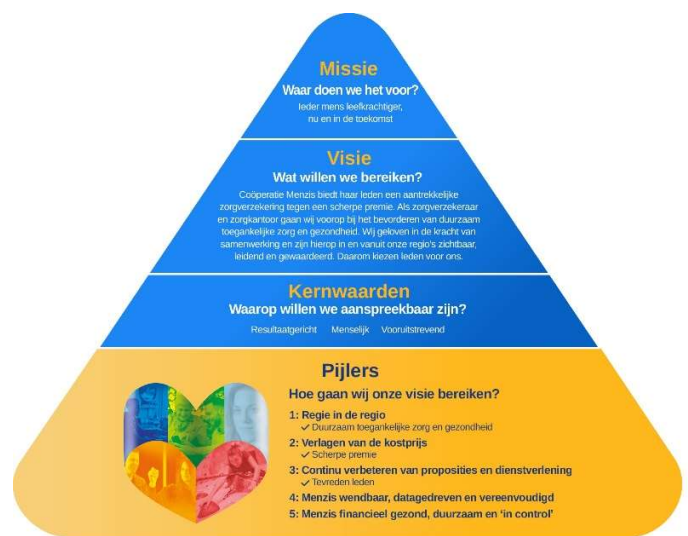 Missie
Waar doen we het voor?
Ieder mens leefkrachtiger,
nu en in de toekomst
Visie
Wat willen we bereiken?
Coöperatie Menzis biedt haar leden een aantrekkelijke
zorgverzekering tegen een scherpe premie. Als zorgverzekeraar
en zorgkantoor gaan wij voorop bij het bevorderen van duurzaam
toegankelijke zorg en gezondheid. Wij geloven in de kracht van
samenwerking en zijn hierop in en vanuit onze regio's zichtbaar,
leidend en gewaardeerd. Daarom kiezen leden voor ons.
Kernwaarden
Waarop willen we aanspreekbaar zijn?
Resultaatgericht Menselijk Vooruitstrevend
Pijlers
Hoe gaan wij onze visie bereiken?
1: Regie in de regio
✓ Duurzaam toegankelijke zorg en gezondheid
2: Verlagen van de kostprijs
✓ Scherpe premie
3: Continu verbeteren van proposities en dienstverlening
✓ Tevreden leden
4: Menzis wendbaar, datagedreven en vereenvoudigd
5: Menzis financieel gezond, duurzaam en 'in control'